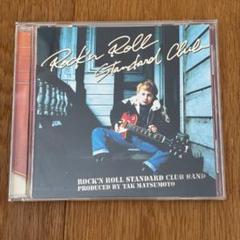 Rock'n Roll
Standard Club
ROCK'N ROLL STANDARD CLUB BAND
PRODUCED BY TAK MATSUMOTO